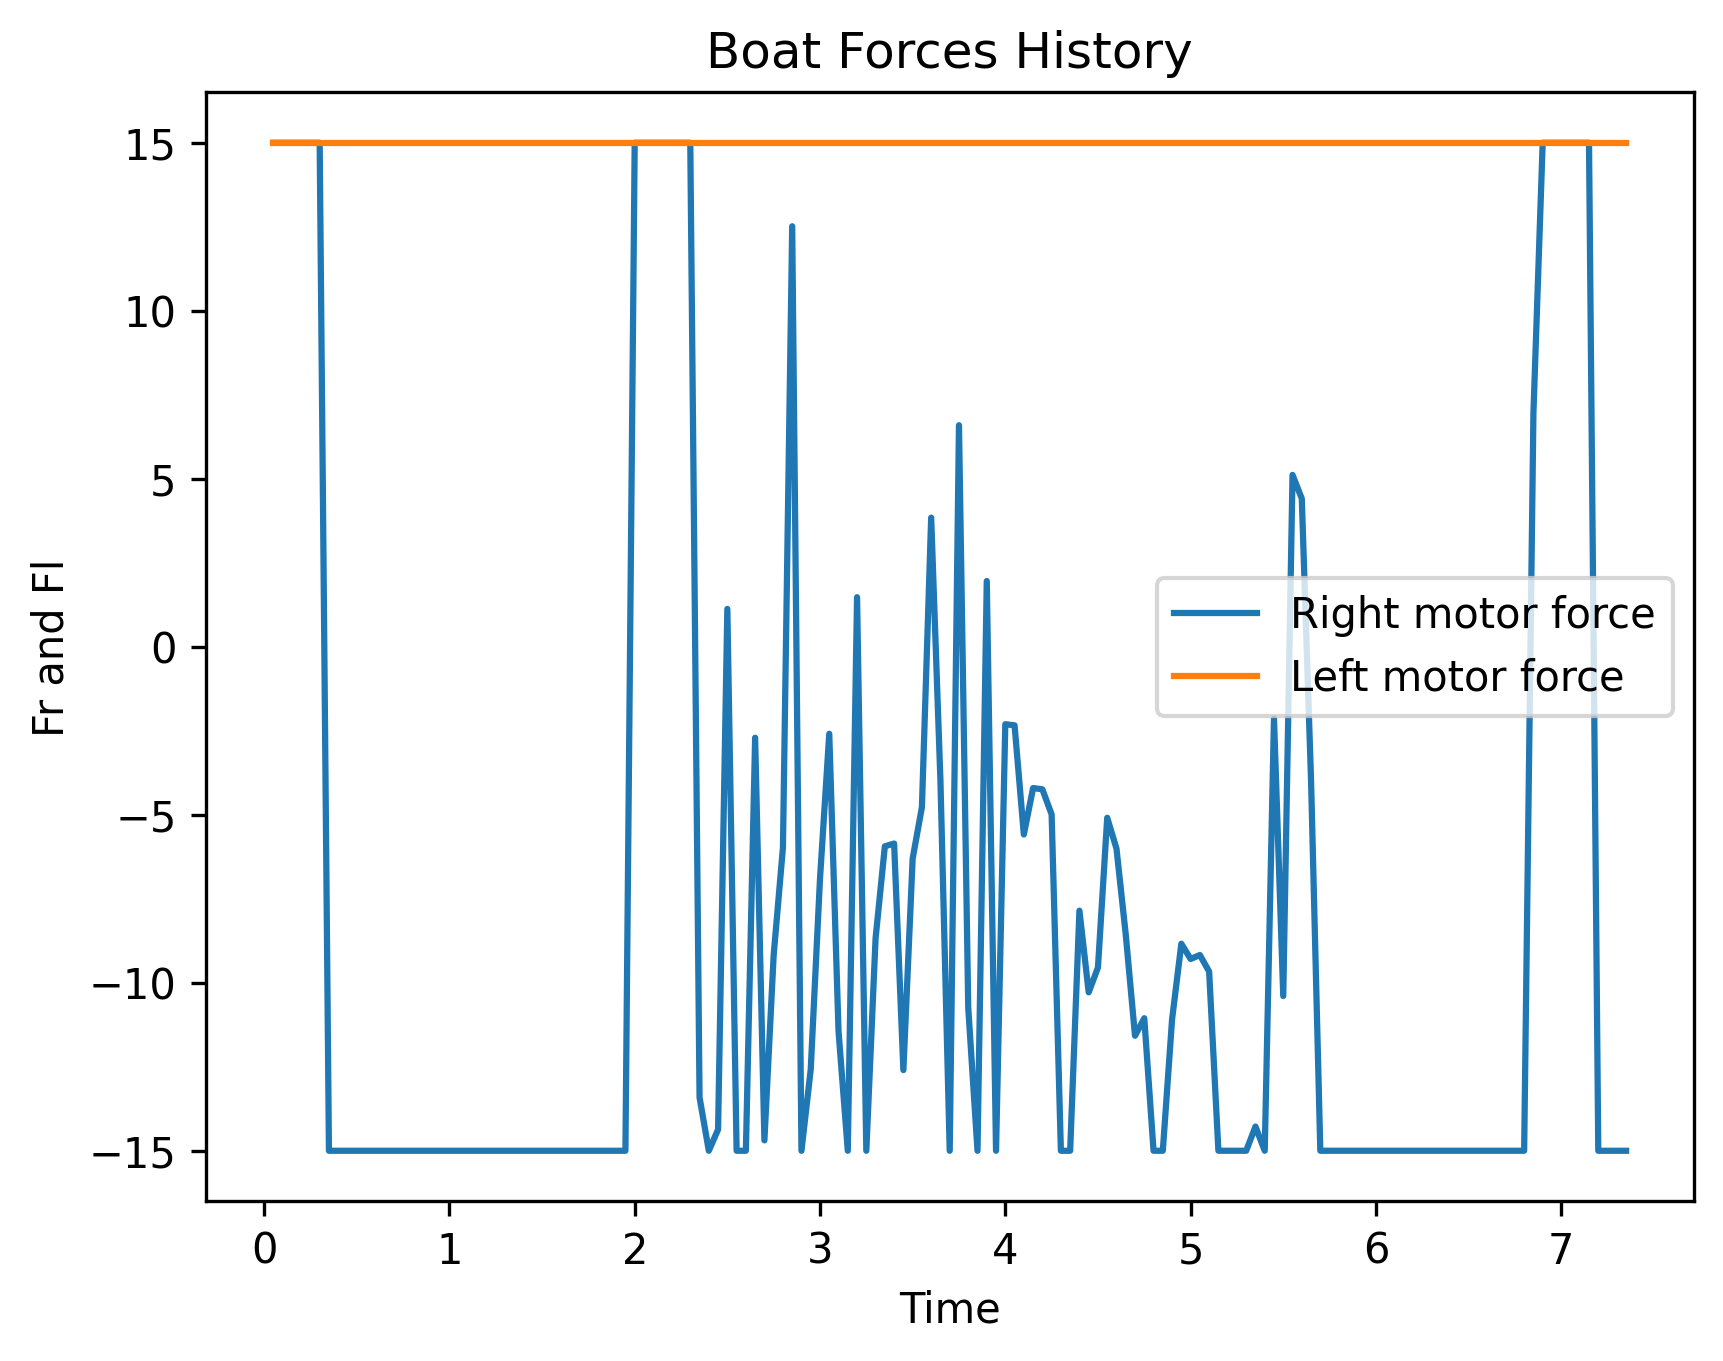 Boat Forces History
15
10
5
0
−5
−10
−15
Fr and Fl
Right motor force
Left motor force
0 1 2 3 4 5 6 7
Time